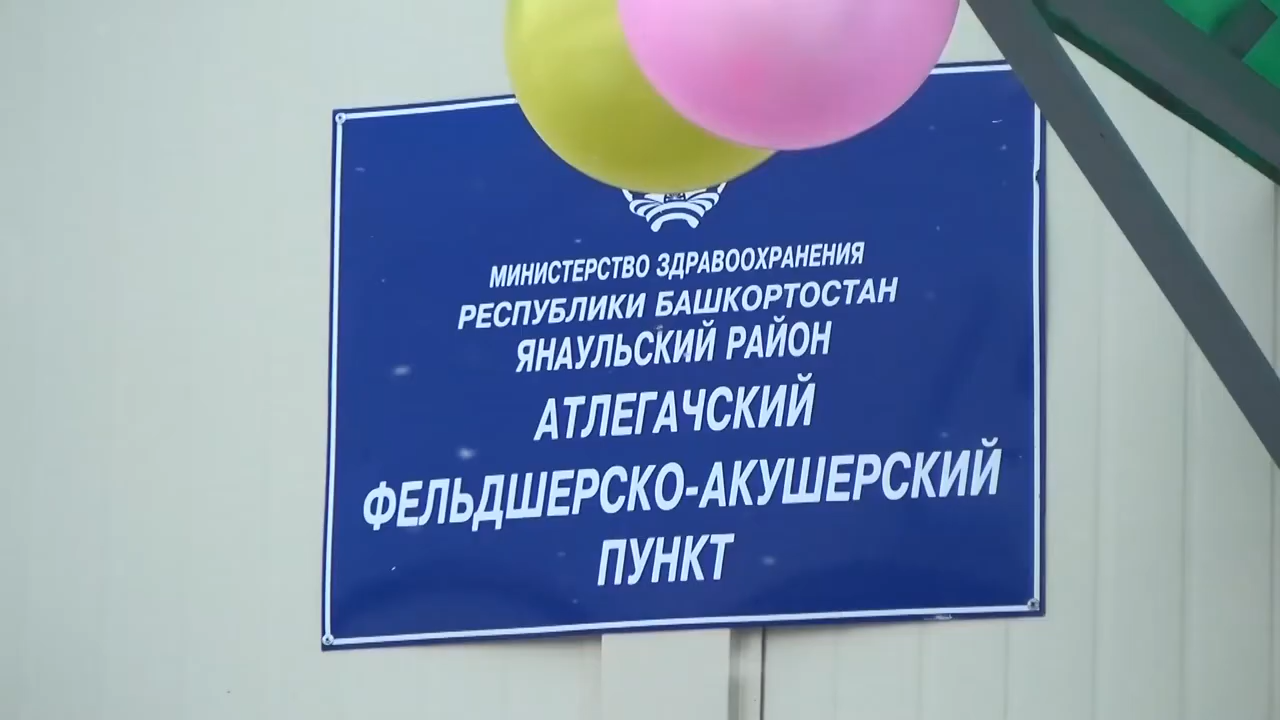 МИНИСТЕРСТВО ЗДРАВООХРАНЕНИЯ
РЕСПУБЛИКИ БАШКОРТОСТАН
ЯНАУЛЬСКИЙ РАЙОН
АТЛЕГАЧСКИЙ
ФЕЛЬДШЕРСКО-АКУШЕРСКИЙ
ПУНКТ